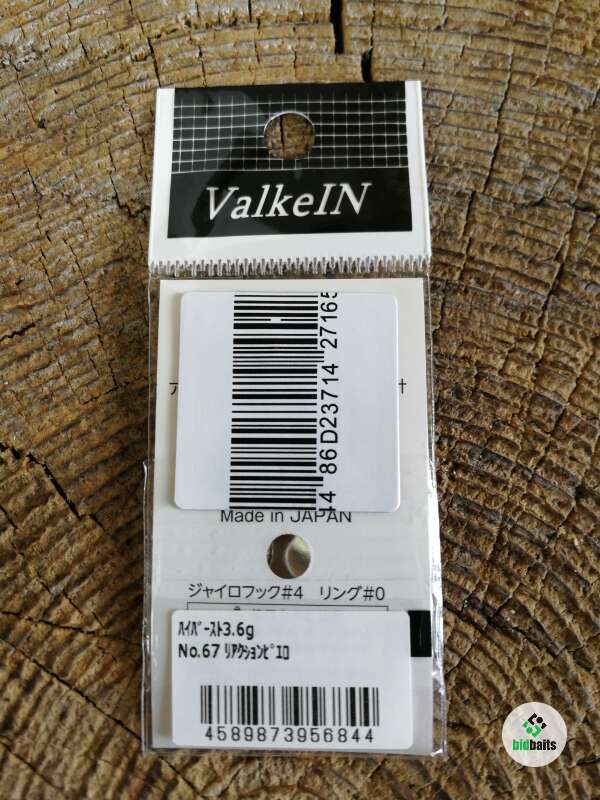 ValkeIN
4 86D23714 27165
Made in JAPAN
ジャイロフック#4 リング#0
ﾊｲﾊﾞｰｽﾄ3.6g
No.67 ﾘｱｸｼｮﾝﾋﾟｴﾛ
4589873956844
bidbaits